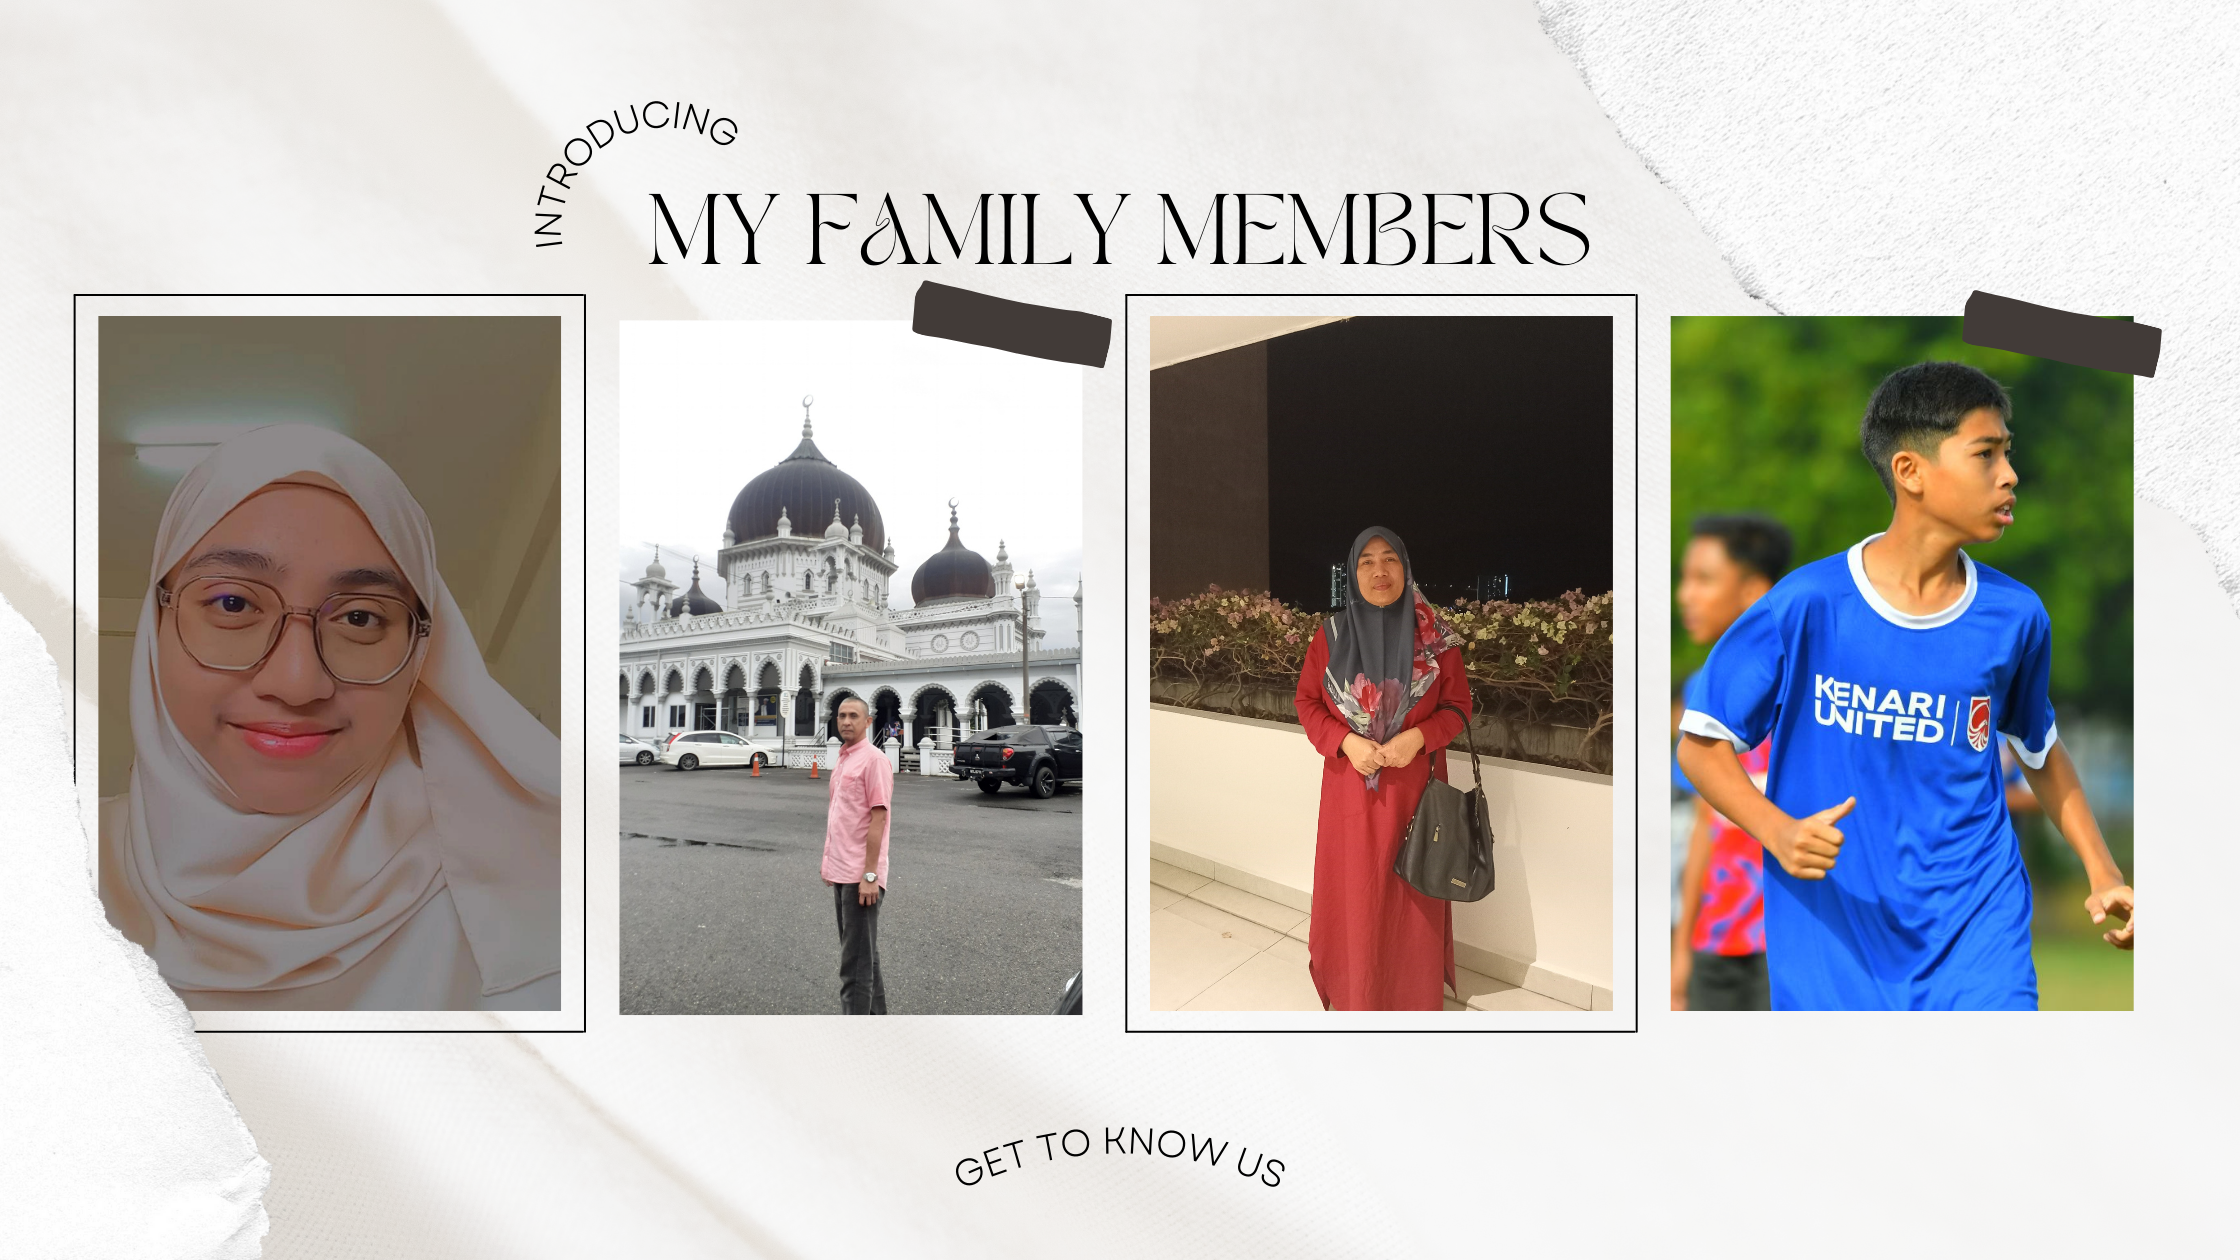 INTRODUCING
MY FAMILY MEMBERS
KENARI
UNITED
GET TO KNOW US